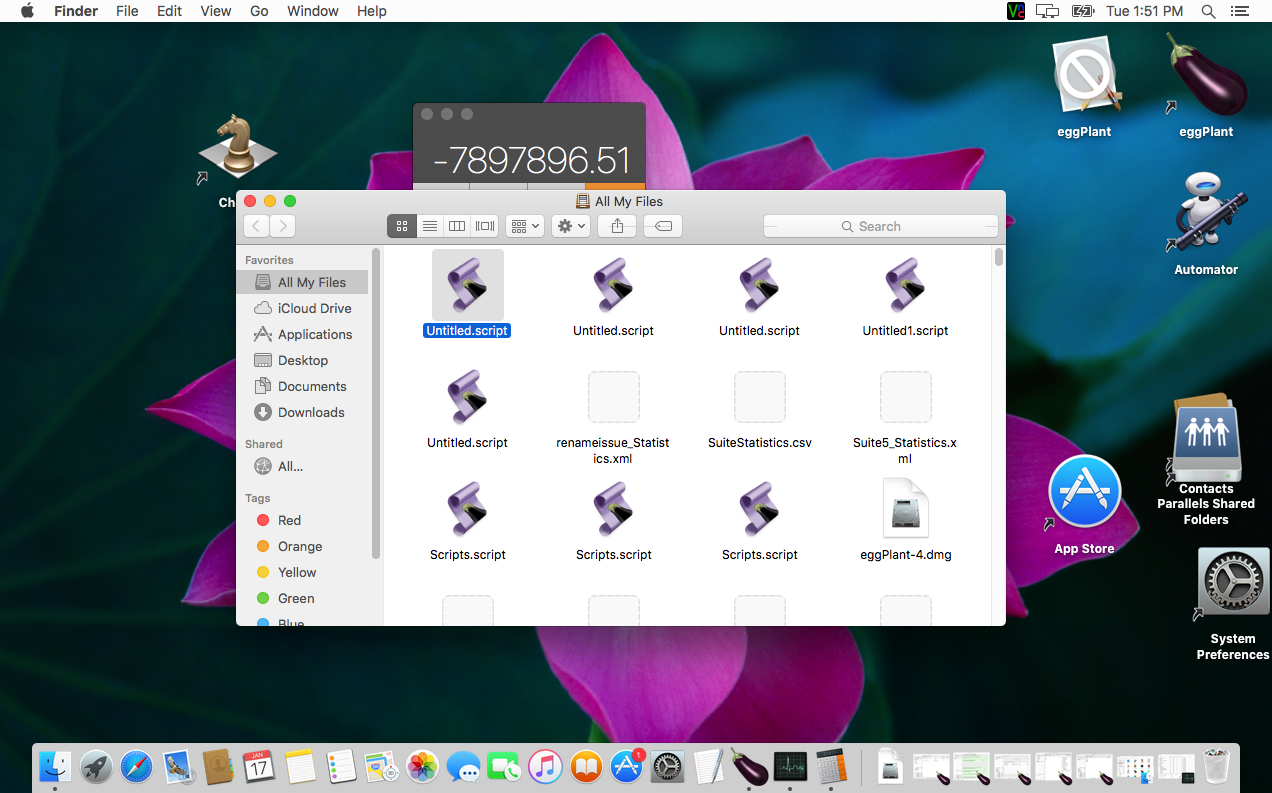 Finder File Edit View Go Window Help Tue 1:51 PM
eggPlant
eggPlant
-7897896.51
Ch
All My Files
Search
Automator
Favorites
All My Files
iCloud Drive
Applications
Desktop
Documents
Downloads
Shared
All...
Tags
Red
Orange
Yellow
Green
Blue
Untitled.script
Untitled.script
Untitled.script
Untitled1.script
Untitled.script
renameissue_Statist
ics.xml
SuiteStatistics.csv
Suite5_Statistics.x
ml
Scripts.script
Scripts.script
Scripts.script
eggPlant-4.dmg
Contacts
Parallels Shared
Folders
App Store
System
Preferences
JAN
17
1